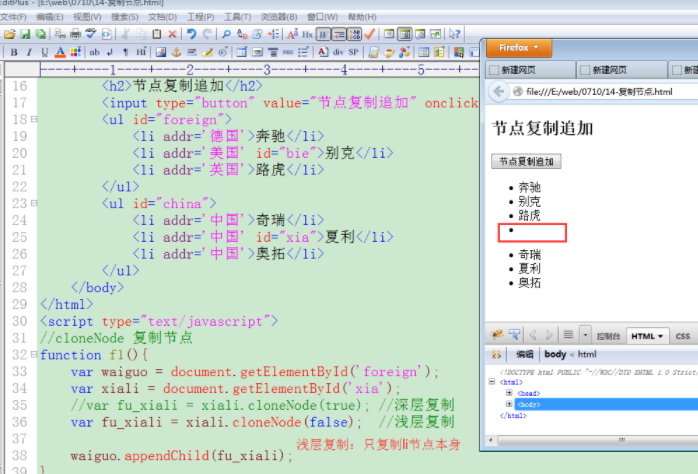 EditPlus - [E:\web\0710\14-复制节点.html]
文件(F) 编辑(E) 视图(V) 搜索(S) 文档(D) 工程(P) 工具(T) 浏览器(B) 窗口(W) 帮助(H)
----+----1----+----2----+----3----+----4----+----5----+
16 <h2>节点复制追加</h2>
17 <input type="button" value="节点复制追加" onclick
18 <ul id="foreign">
19 <li addr='德国'>奔驰</li>
20 <li addr='美国' id="bie">别克</li>
21 <li addr='英国'>路虎</li>
22 </ul>
23 <ul id="china">
24 <li addr='中国'>奇瑞</li>
25 <li addr='中国' id="xia">夏利</li>
26 <li addr='中国'>奥拓</li>
27 </ul>
28 </body>
29 </html>
30 <script type="text/javascript">
31 //cloneNode 复制节点
32 function f1(){
33 var waiguo = document.getElementById('foreign');
34 var xiali = document.getElementById('xia');
35 //var fu_xiali = xiali.cloneNode(true); //深层复制
36 var fu_xiali = xiali.cloneNode(false); //浅层复制
37 浅层复制：只复制li节点本身
38 waiguo.appendChild(fu_xiali);
39 }
Firefox
新建网页 新建网页 新建
file:///E:/web/0710/14-复制节点.html
节点复制追加
节点复制追加
奔驰
别克
路虎
奇瑞
夏利
奥拓
控制台 HTML CSS
编辑 body < html
<html>
<head>
<body>
</html>